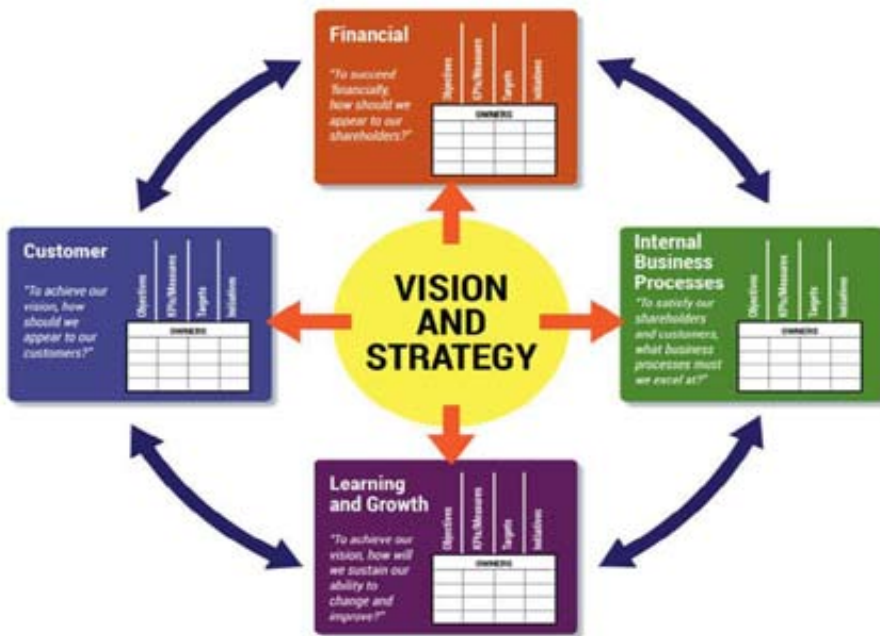 Financial
"To succeed
financially,
how should we
appear to our
shareholders?"
Objectives
KPIs/Measures
Targets
Initiatives
OWNERS
Customer
"To achieve our
vision, how
should we
appear to our
customers?"
Objectives
KPIs/Measures
Targets
Initiatives
OWNERS
VISION
AND
STRATEGY
Internal
Business
Processes
"To satisfy our
shareholders
and customers,
what business
processes must
we excel at?"
Objectives
KPIs/Measures
Targets
Initiatives
OWNERS
Learning
and Growth
"To achieve our
vision, how will
we sustain our
ability to
change and
improve?"
Objectives
KPIs/Measures
Targets
Initiatives
OWNERS